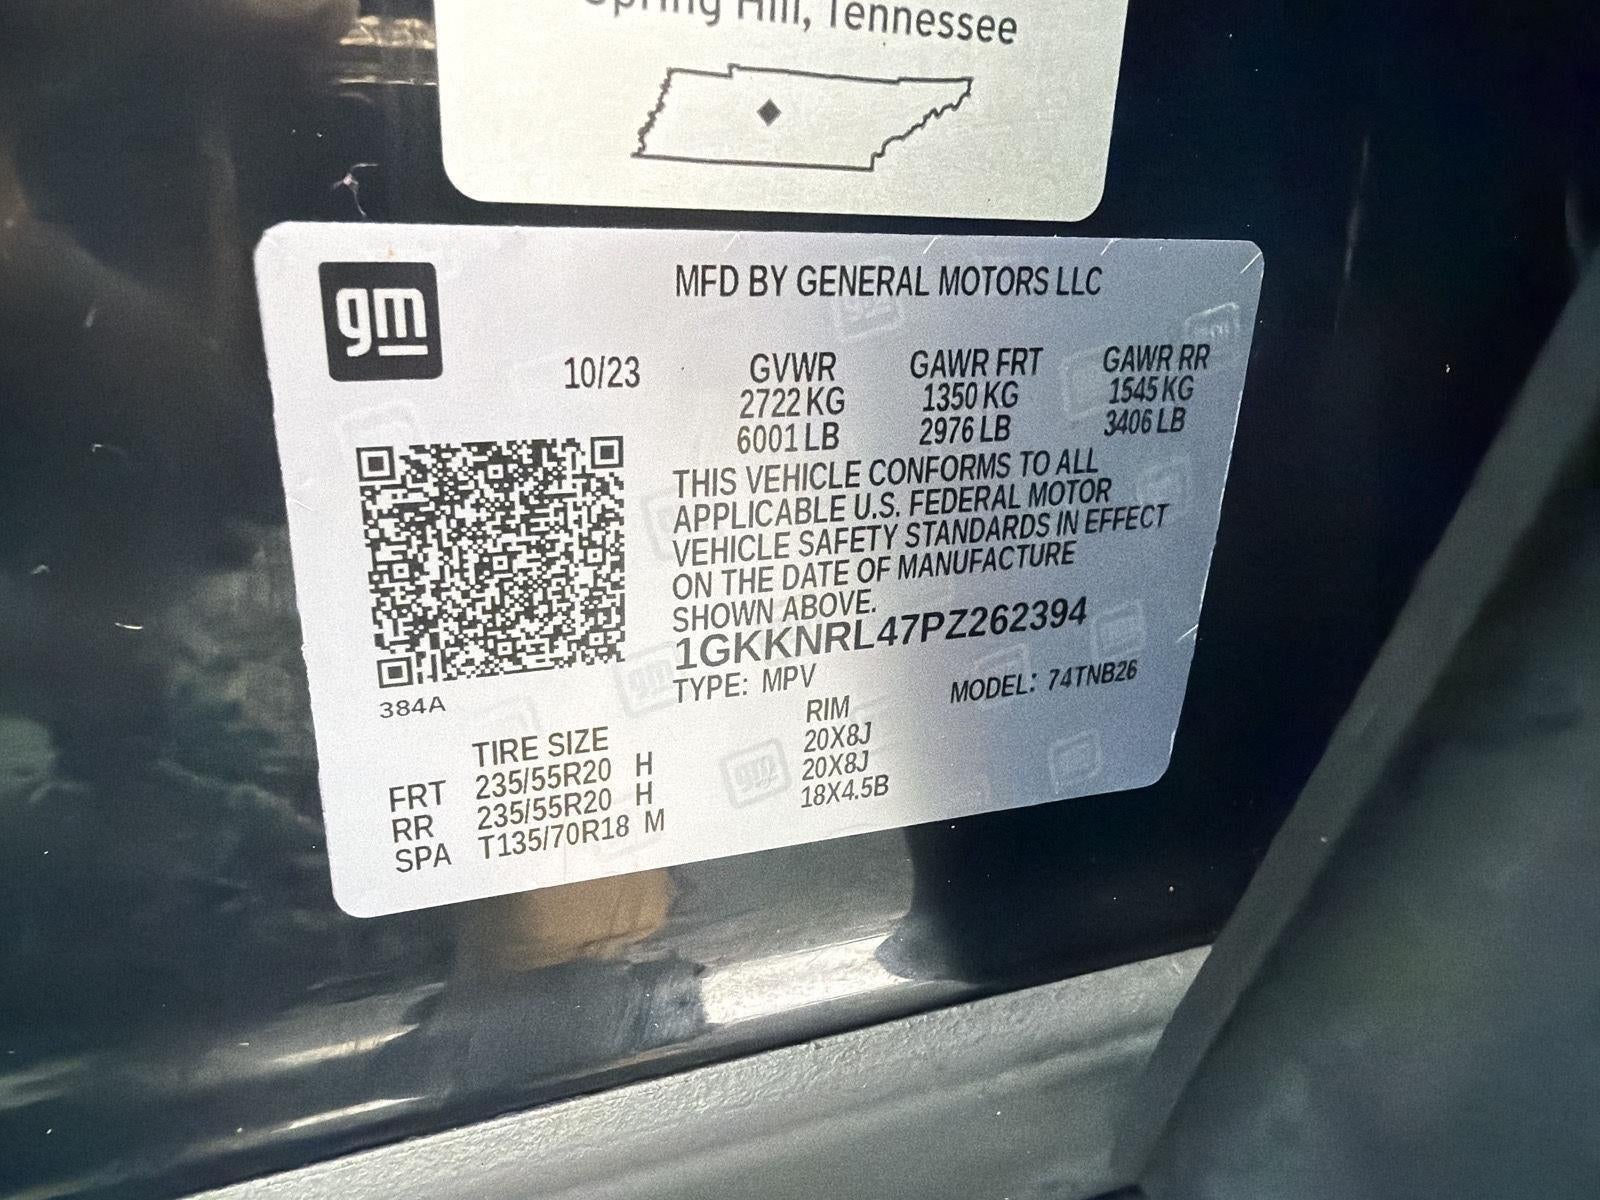 Spring Hill, Tennessee
gm
MFD BY GENERAL MOTORS LLC
10/23
GVWR GAWR FRT GAWR RR
2722 KG 1350 KG 1545 KG
6001 LB 2976 LB 3406 LB
THIS VEHICLE CONFORMS TO ALL
APPLICABLE U.S. FEDERAL MOTOR
VEHICLE SAFETY STANDARDS IN EFFECT
ON THE DATE OF MANUFACTURE
SHOWN ABOVE.
1GKKNRL47PZ262394
TYPE: MPV MODEL: 74TNB26
384A
TIRE SIZE RIM
FRT 235/55R20 H 20X8J
RR 235/55R20 H 20X8J
SPA T135/70R18 M 18X4.5B